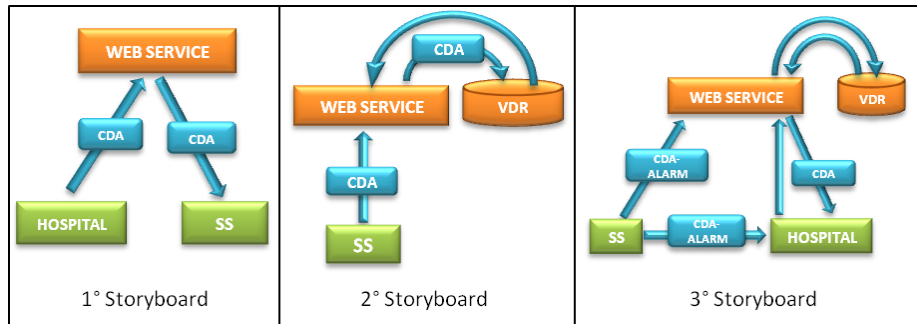 WEB SERVICE
CDA
CDA
HOSPITAL
SS
1° Storyboard
CDA
WEB SERVICE
VDR
CDA
SS
2° Storyboard
WEB SERVICE
VDR
CDA-
ALARM
CDA
SS
CDA-
ALARM
HOSPITAL
3° Storyboard